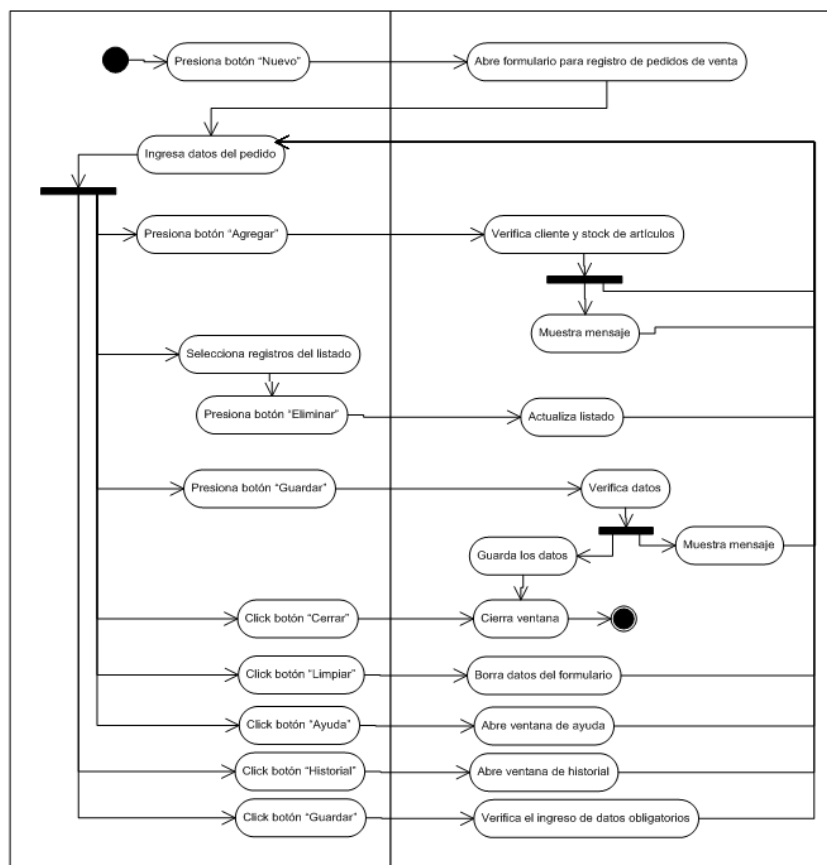 Presiona botón “Nuevo”
Abre formulario para registro de pedidos de venta
Ingresa datos del pedido
Presiona botón “Agregar”
Verifica cliente y stock de artículos
Muestra mensaje
Selecciona registros del listado
Presiona botón “Eliminar”
Actualiza listado
Presiona botón “Guardar”
Verifica datos
Muestra mensaje
Guarda los datos
Click botón “Cerrar”
Cierra ventana
Click botón “Limpiar”
Borra datos del formulario
Click botón “Ayuda”
Abre ventana de ayuda
Click botón “Historial”
Abre ventana de historial
Click botón “Guardar”
Verifica el ingreso de datos obligatorios